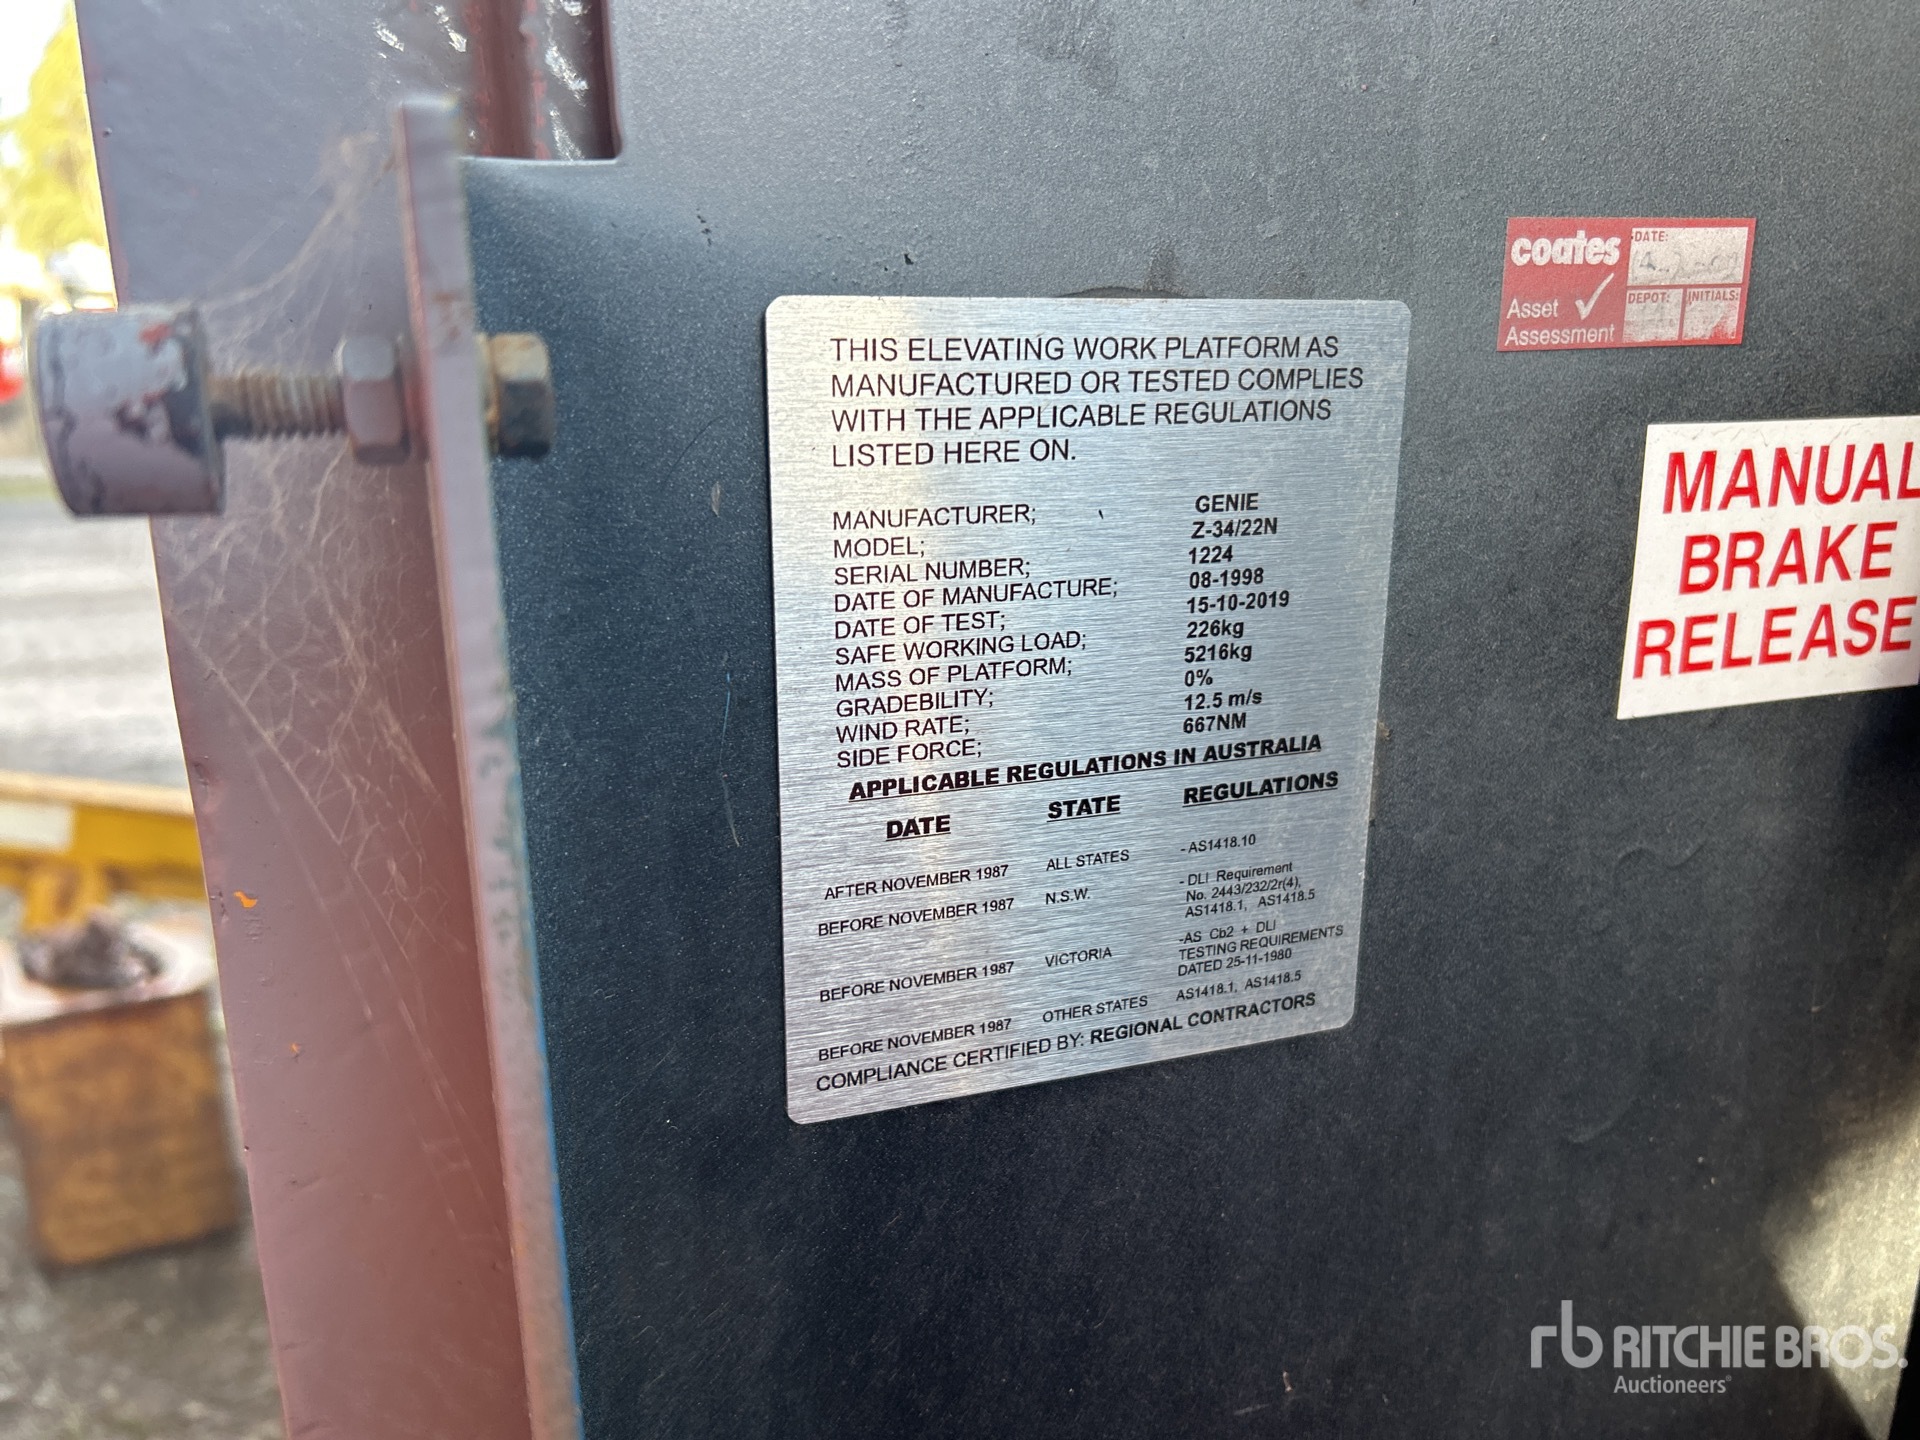 THIS ELEVATING WORK PLATFORM AS
MANUFACTURED OR TESTED COMPLIES
WITH THE APPLICABLE REGULATIONS
LISTED HERE ON.
MANUFACTURER; GENIE
MODEL; Z-34/22N
SERIAL NUMBER; 1224
DATE OF MANUFACTURE; 08-1998
DATE OF TEST; 15-10-2019
SAFE WORKING LOAD; 226kg
MASS OF PLATFORM; 5216kg
GRADEBILITY; 0%
WIND RATE; 12.5 m/s
SIDE FORCE; 667NM
APPLICABLE REGULATIONS IN AUSTRALIA
DATE STATE REGULATIONS
AFTER NOVEMBER 1987 ALL STATES - AS1418.10
BEFORE NOVEMBER 1987 N.S.W. - DLI Requirement
No. 2443/232/2r(4),
AS1418.1, AS1418.5
BEFORE NOVEMBER 1987 VICTORIA -AS Cb2 + DLI
TESTING REQUIREMENTS
DATED 25-11-1980
BEFORE NOVEMBER 1987 OTHER STATES AS1418.1, AS1418.5
COMPLIANCE CERTIFIED BY: REGIONAL CONTRACTORS
coates
Asset
Assessment
DATE:
DEPOT: INITIALS:
MANUAL
BRAKE
RELEASE
rb RITCHIE BROS.
Auctioneers